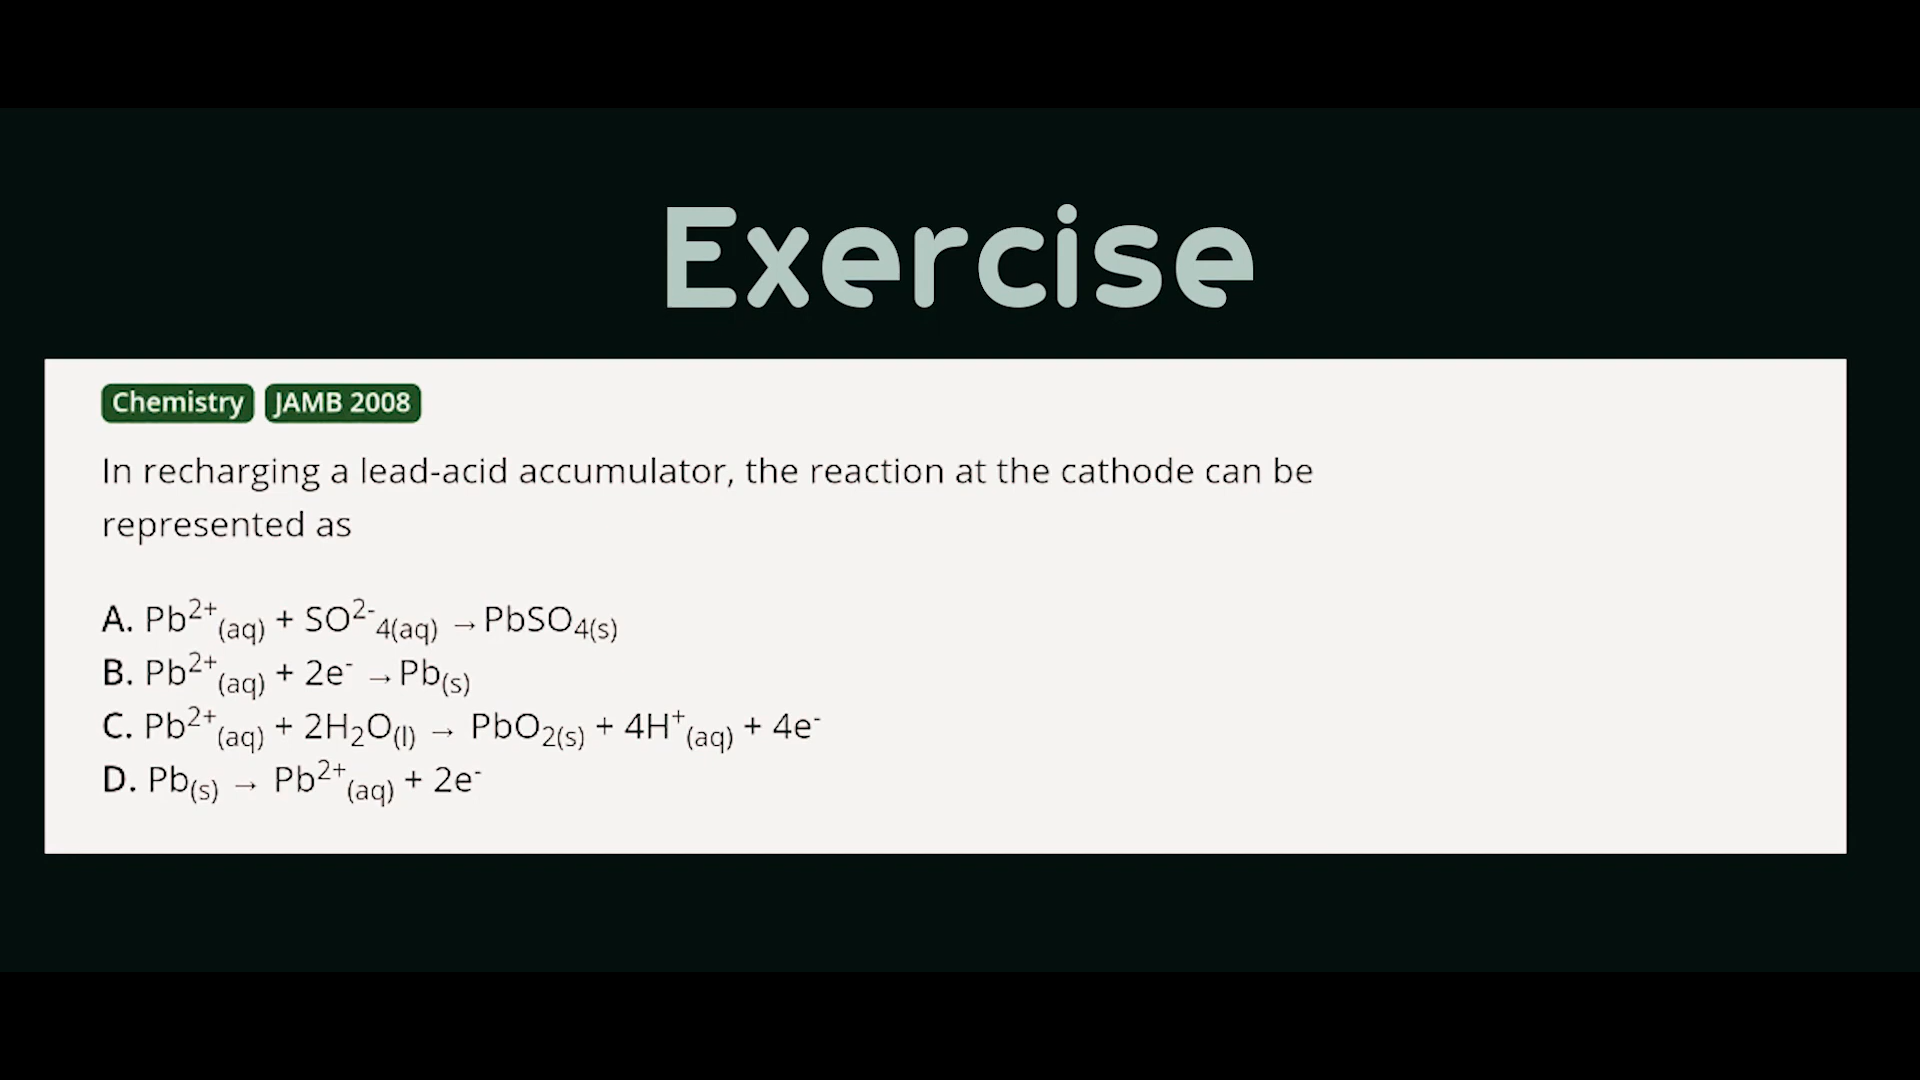 Exercise
Chemistry JAMB 2008
In recharging a lead-acid accumulator, the reaction at the cathode can be
represented as
A. Pb²⁺(aq) + SO²⁻₄(aq) → PbSO₄(s)
B. Pb²⁺(aq) + 2e⁻ → Pb(s)
C. Pb²⁺(aq) + 2H₂O(l) → PbO₂(s) + 4H⁺(aq) + 4e⁻
D. Pb(s) → Pb²⁺(aq) + 2e⁻